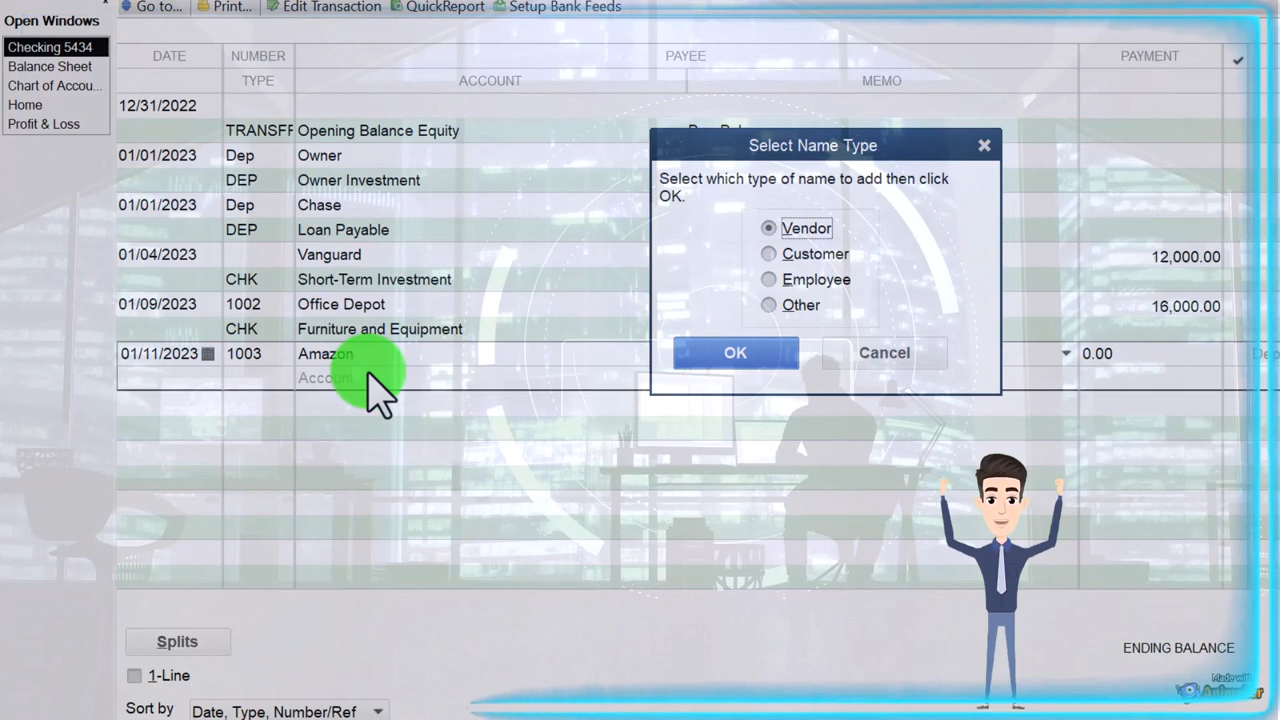 Go to...
Print...
Edit Transaction
QuickReport
Setup Bank Feeds
Open Windows
Checking 5434
Balance Sheet
Chart of Accou...
Home
Profit & Loss
DATE NUMBER PAYEE PAYMENT
TYPE ACCOUNT MEMO
12/31/2022
TRANSFR Opening Balance Equity
01/01/2023 Dep Owner
DEP Owner Investment
01/01/2023 Dep Chase
DEP Loan Payable
01/04/2023 Vanguard 12,000.00
CHK Short-Term Investment
01/09/2023 1002 Office Depot 16,000.00
CHK Furniture and Equipment
01/11/2023 1003 Amazon 0.00 Dep
Account
Select Name Type
Select which type of name to add then click
OK.
Vendor
Customer
Employee
Other
OK Cancel
Splits
1-Line
Sort by Date, Type, Number/Ref
ENDING BALANCE
Made with